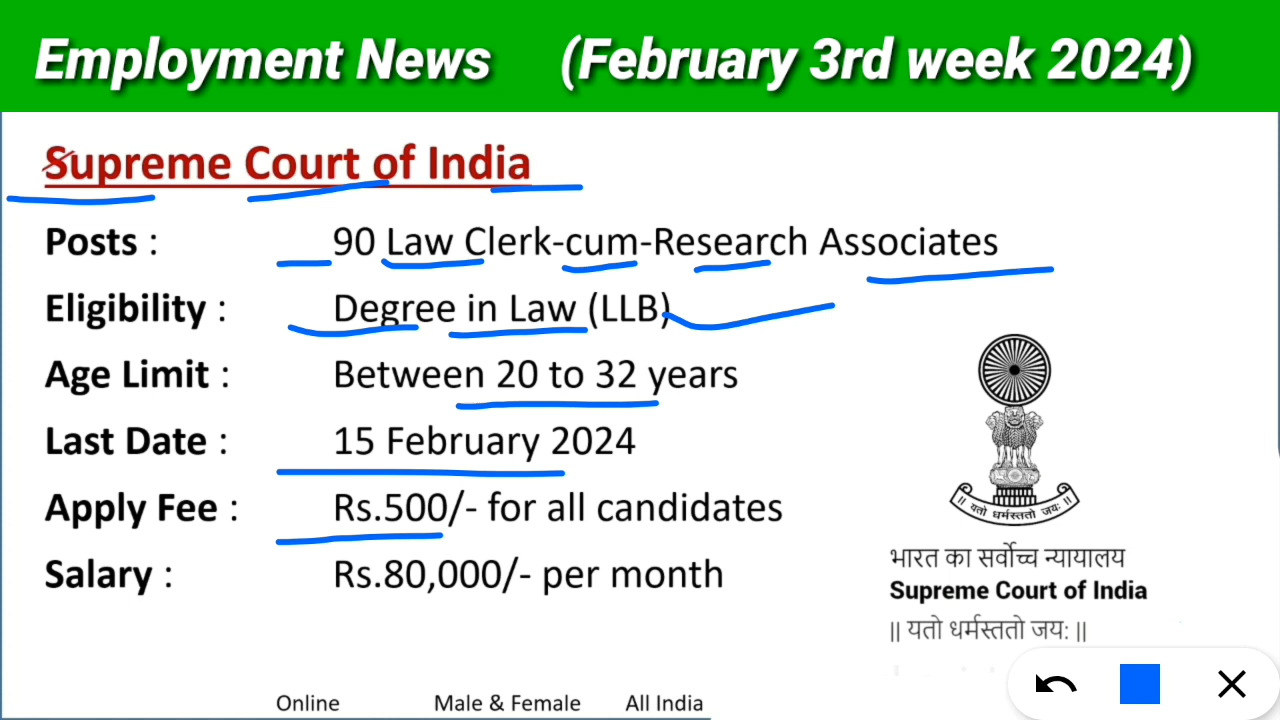 Employment News (February 3rd week 2024)
Supreme Court of India
Posts : 90 Law Clerk-cum-Research Associates
Eligibility : Degree in Law (LLB)
Age Limit : Between 20 to 32 years
Last Date : 15 February 2024
Apply Fee : Rs.500/- for all candidates
Salary : Rs.80,000/- per month
|| यतो धर्मस्ततो जय: ||
भारत का सर्वोच्च न्यायालय
Supreme Court of India
|| यतो धर्मस्ततो जय: ||
Online Male & Female All India